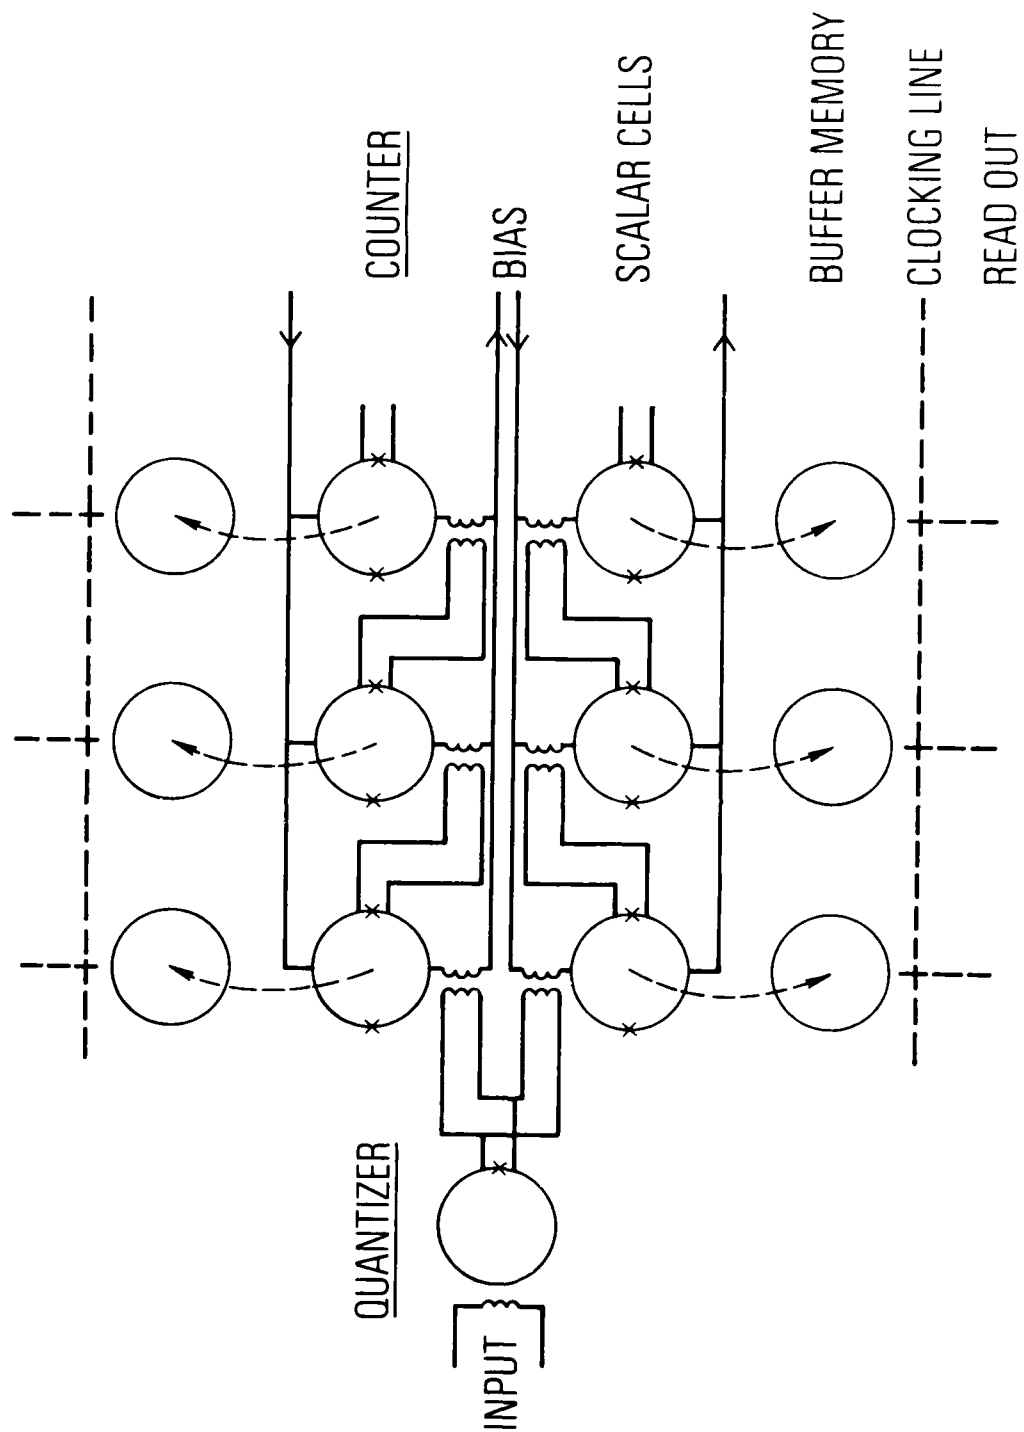 COUNTER
BIAS
SCALAR CELLS
BUFFER MEMORY
CLOCKING LINE
READ OUT
QUANTIZER
INPUT